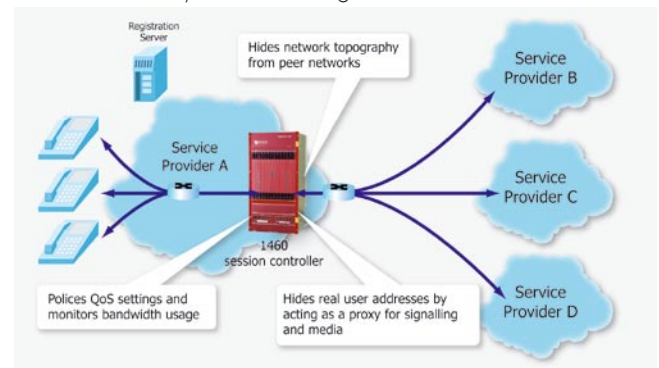 Registration
Server
Hides network topography
from peer networks
Service
Provider B
Service
Provider A
Service
Provider C
1460
session controller
Polices QoS settings and
monitors bandwidth usage
Hides real user addresses by
acting as a proxy for signalling
and media
Service
Provider D